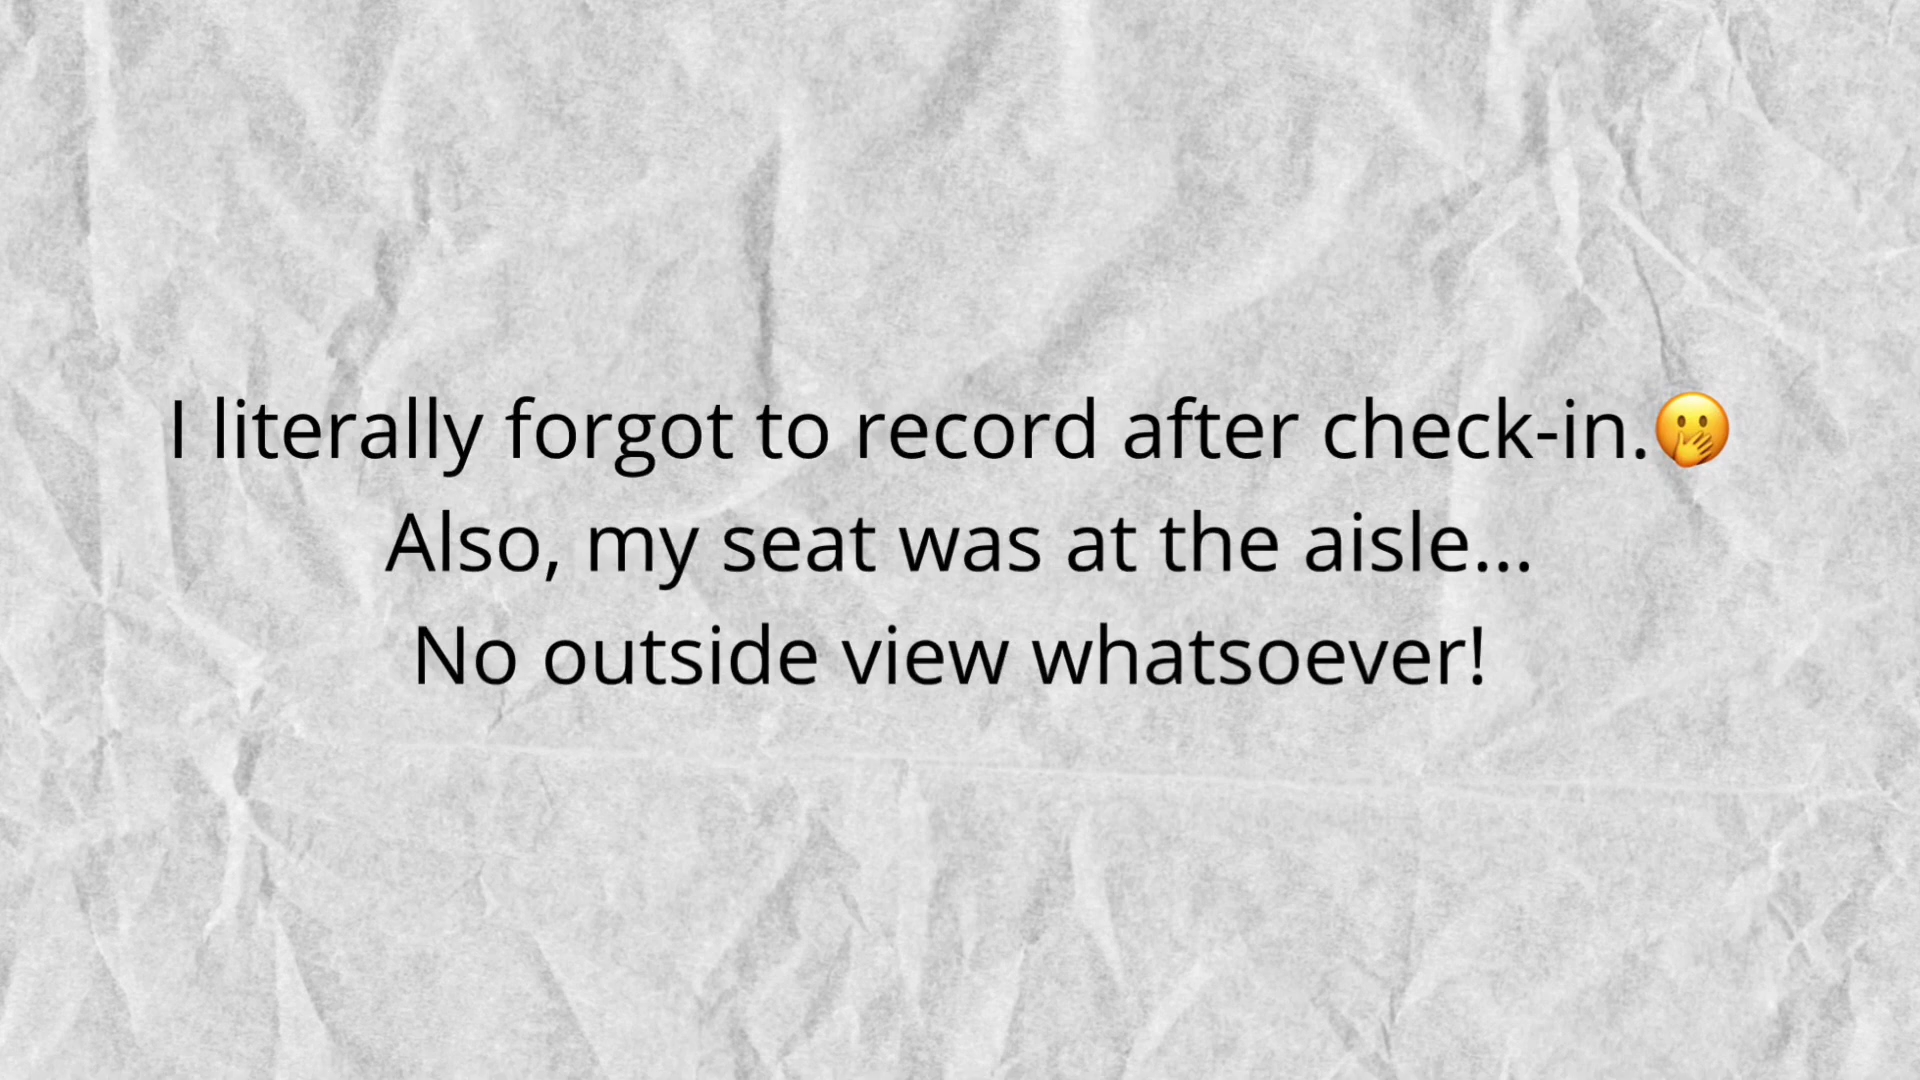 I literally forgot to record after check-in.🫢
Also, my seat was at the aisle...
No outside view whatsoever!